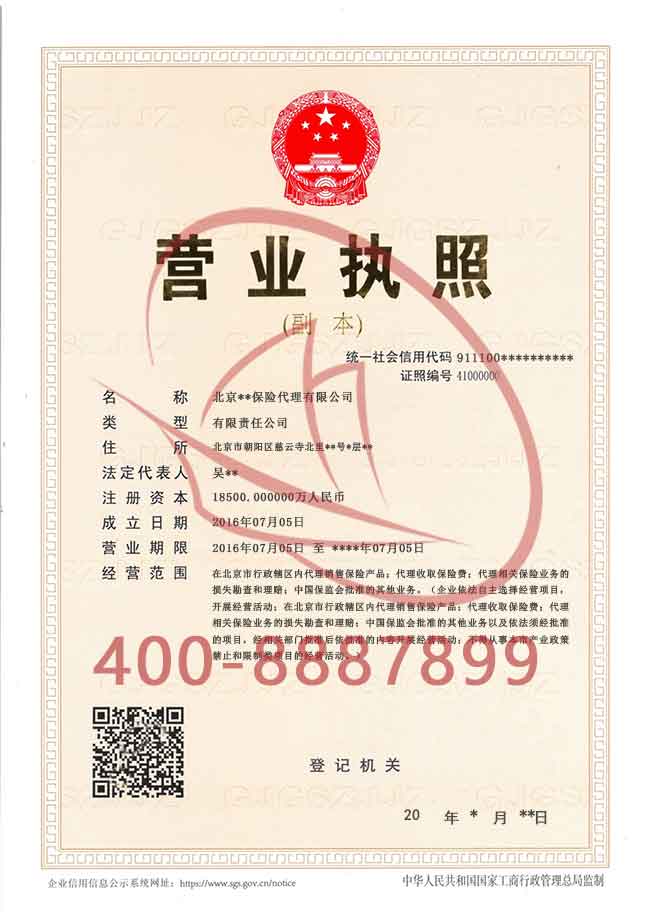 营业执照
(副 本)
统一社会信用代码 911100**********
证照编号 41000000
名 称 北京**保险代理有限公司
类 型 有限责任公司
住 所 北京市朝阳区慈云寺北里**号*层**
法定代表人 吴**
注册资本 18500.000000万人民币
成立日期 2016年07月05日
营业期限 2016年07月05日 至 ****年07月05日
经营范围 在北京市行政辖区内代理销售保险产品;代理收取保险费;代理相关保险业务的
损失勘查和理赔;中国保监会批准的其他业务。(企业依法自主选择经营项目,
开展经营活动;在北京市行政辖区内代理销售保险产品;代理收取保险费;代理
相关保险业务的损失勘查和理赔;中国保监会批准的其他业务以及依法须经批准
的项目,经相关部门批准后依批准的内容开展经营活动;不得从事本市产业政策
禁止和限制类项目的经营活动。)
400-8887899
登记机关
20 年 * 月 **日
企业信用信息公示系统网址: https://www.sgs.gov.cn/notice
中华人民共和国国家工商行政管理总局监制